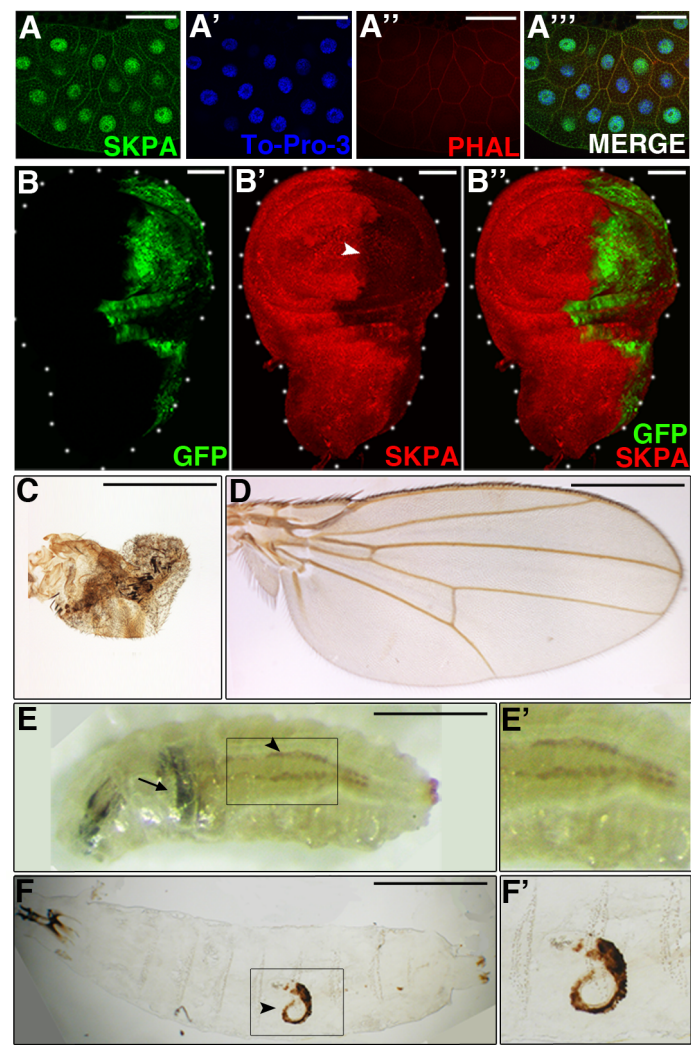 A A' A'' A'''
SKPA To-Pro-3 PHAL MERGE
B B' B''
GFP SKPA GFP
SKPA
C D
E E'
F F'